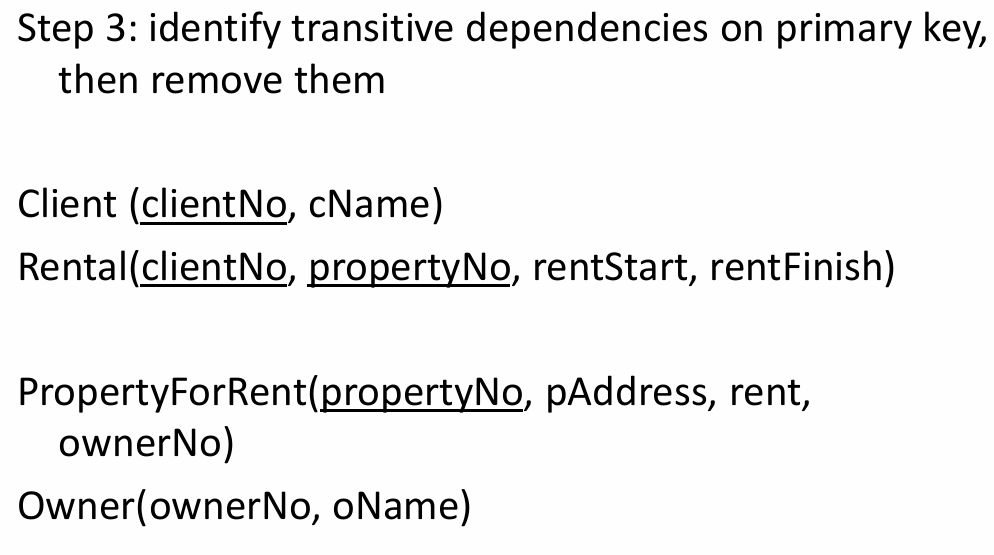 Step 3: identify transitive dependencies on primary key,
then remove them
Client (clientNo, cName)
Rental(clientNo, propertyNo, rentStart, rentFinish)
PropertyForRent(propertyNo, pAddress, rent,
ownerNo)
Owner(ownerNo, oName)